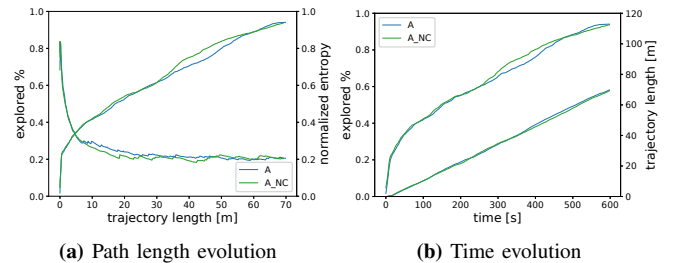 1.0
0.8
0.6
0.4
0.2
0.0
explored %
1.0
0.8
0.6
0.4
0.2
0.0
normalized entropy
A
A_NC
0 10 20 30 40 50 60 70
trajectory length [m]
(a) Path length evolution
1.0
0.8
0.6
0.4
0.2
0.0
explored %
A
A_NC
120
100
80
60
40
20
0
trajectory length [m]
0 100 200 300 400 500 600
time [s]
(b) Time evolution